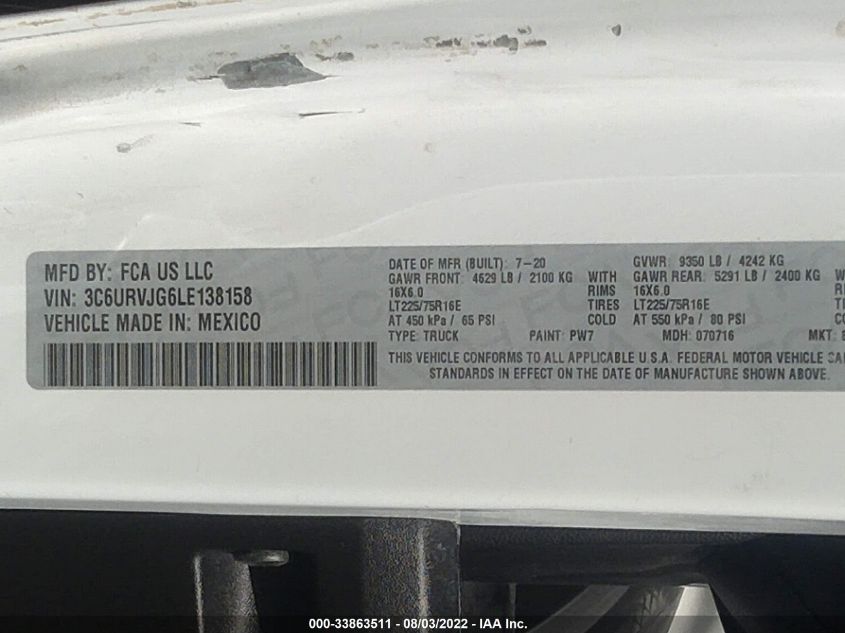 MFD BY: FCA US LLC
VIN: 3C6URVJG6LE138158
VEHICLE MADE IN: MEXICO
DATE OF MFR (BUILT): 7-20 GVWR: 9350 LB / 4242 KG
GAWR FRONT: 4629 LB / 2100 KG WITH GAWR REAR: 5291 LB / 2400 KG WITH
16X6.0 RIMS 16X6.0
LT225/75R16E TIRES LT225/75R16E
AT 450 kPa / 65 PSI COLD AT 550 kPa / 80 PSI
TYPE: TRUCK PAINT: PW7 MDH: 070716 MKT:
THIS VEHICLE CONFORMS TO ALL APPLICABLE U.S.A. FEDERAL MOTOR VEHICLE
STANDARDS IN EFFECT ON THE DATE OF MANUFACTURE SHOWN ABOVE.
000-33863511 - 08/03/2022 - IAA Inc.